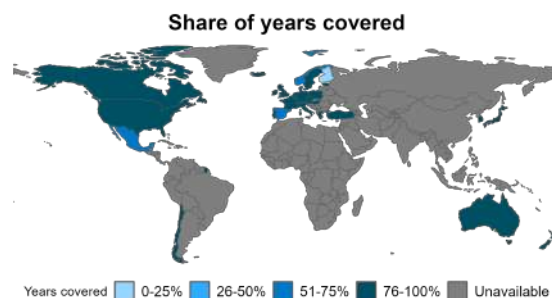 Share of years covered
Years covered 0-25% 26-50% 51-75% 76-100% Unavailable